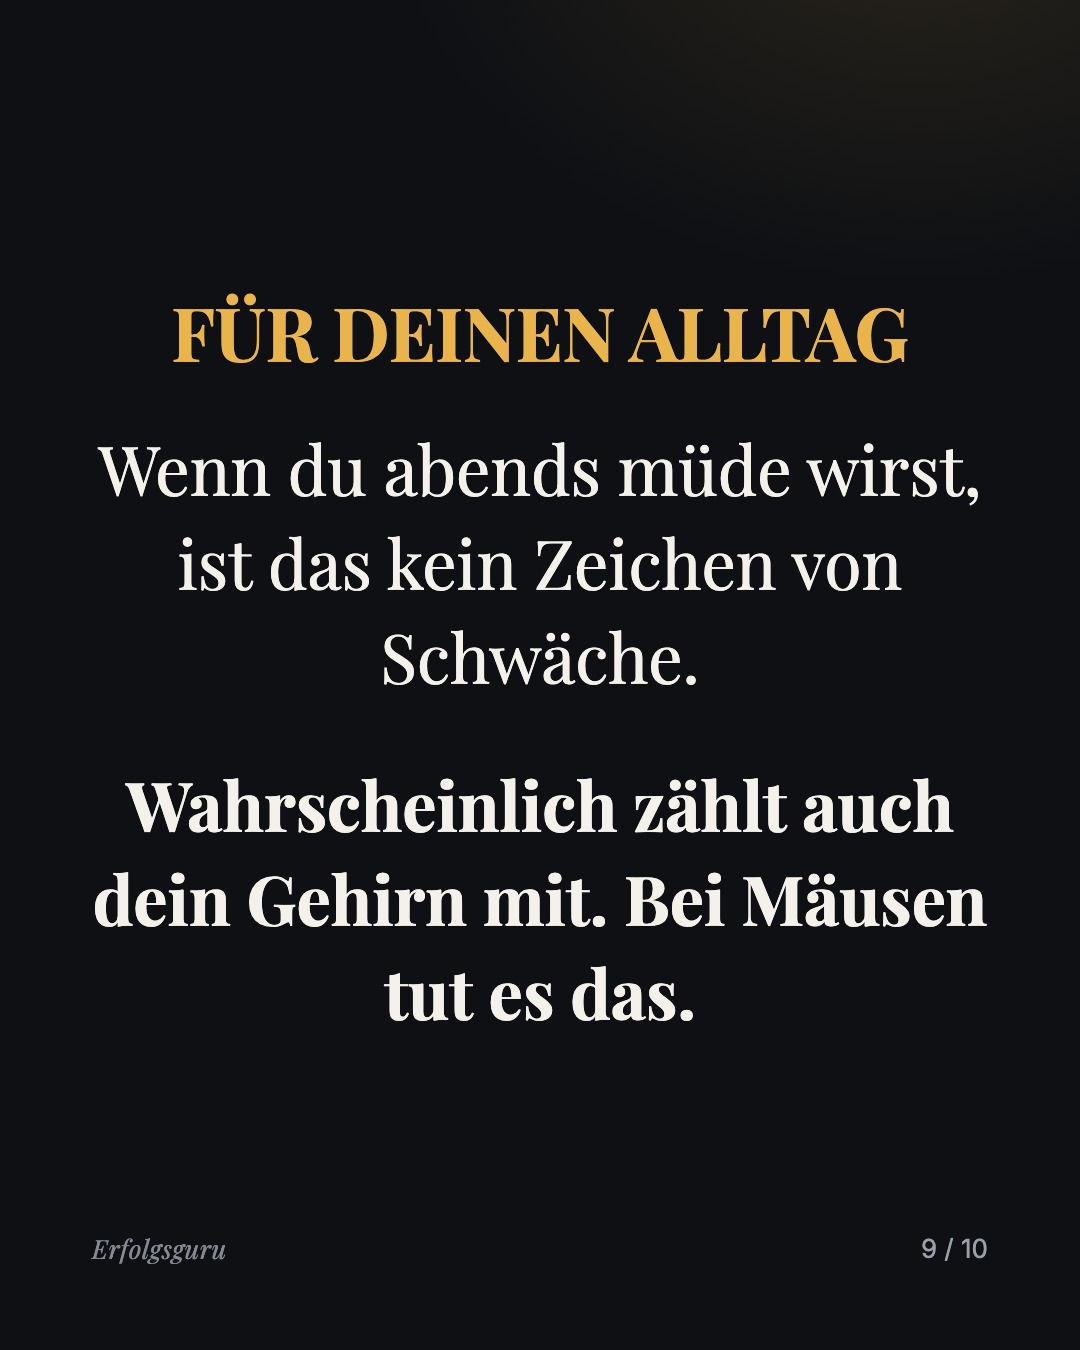 FÜR DEINEN ALLTAG
Wenn du abends müde wirst,
ist das kein Zeichen von
Schwäche.
Wahrscheinlich zählt auch
dein Gehirn mit. Bei Mäusen
tut es das.
Erfolgsguru
9 / 10